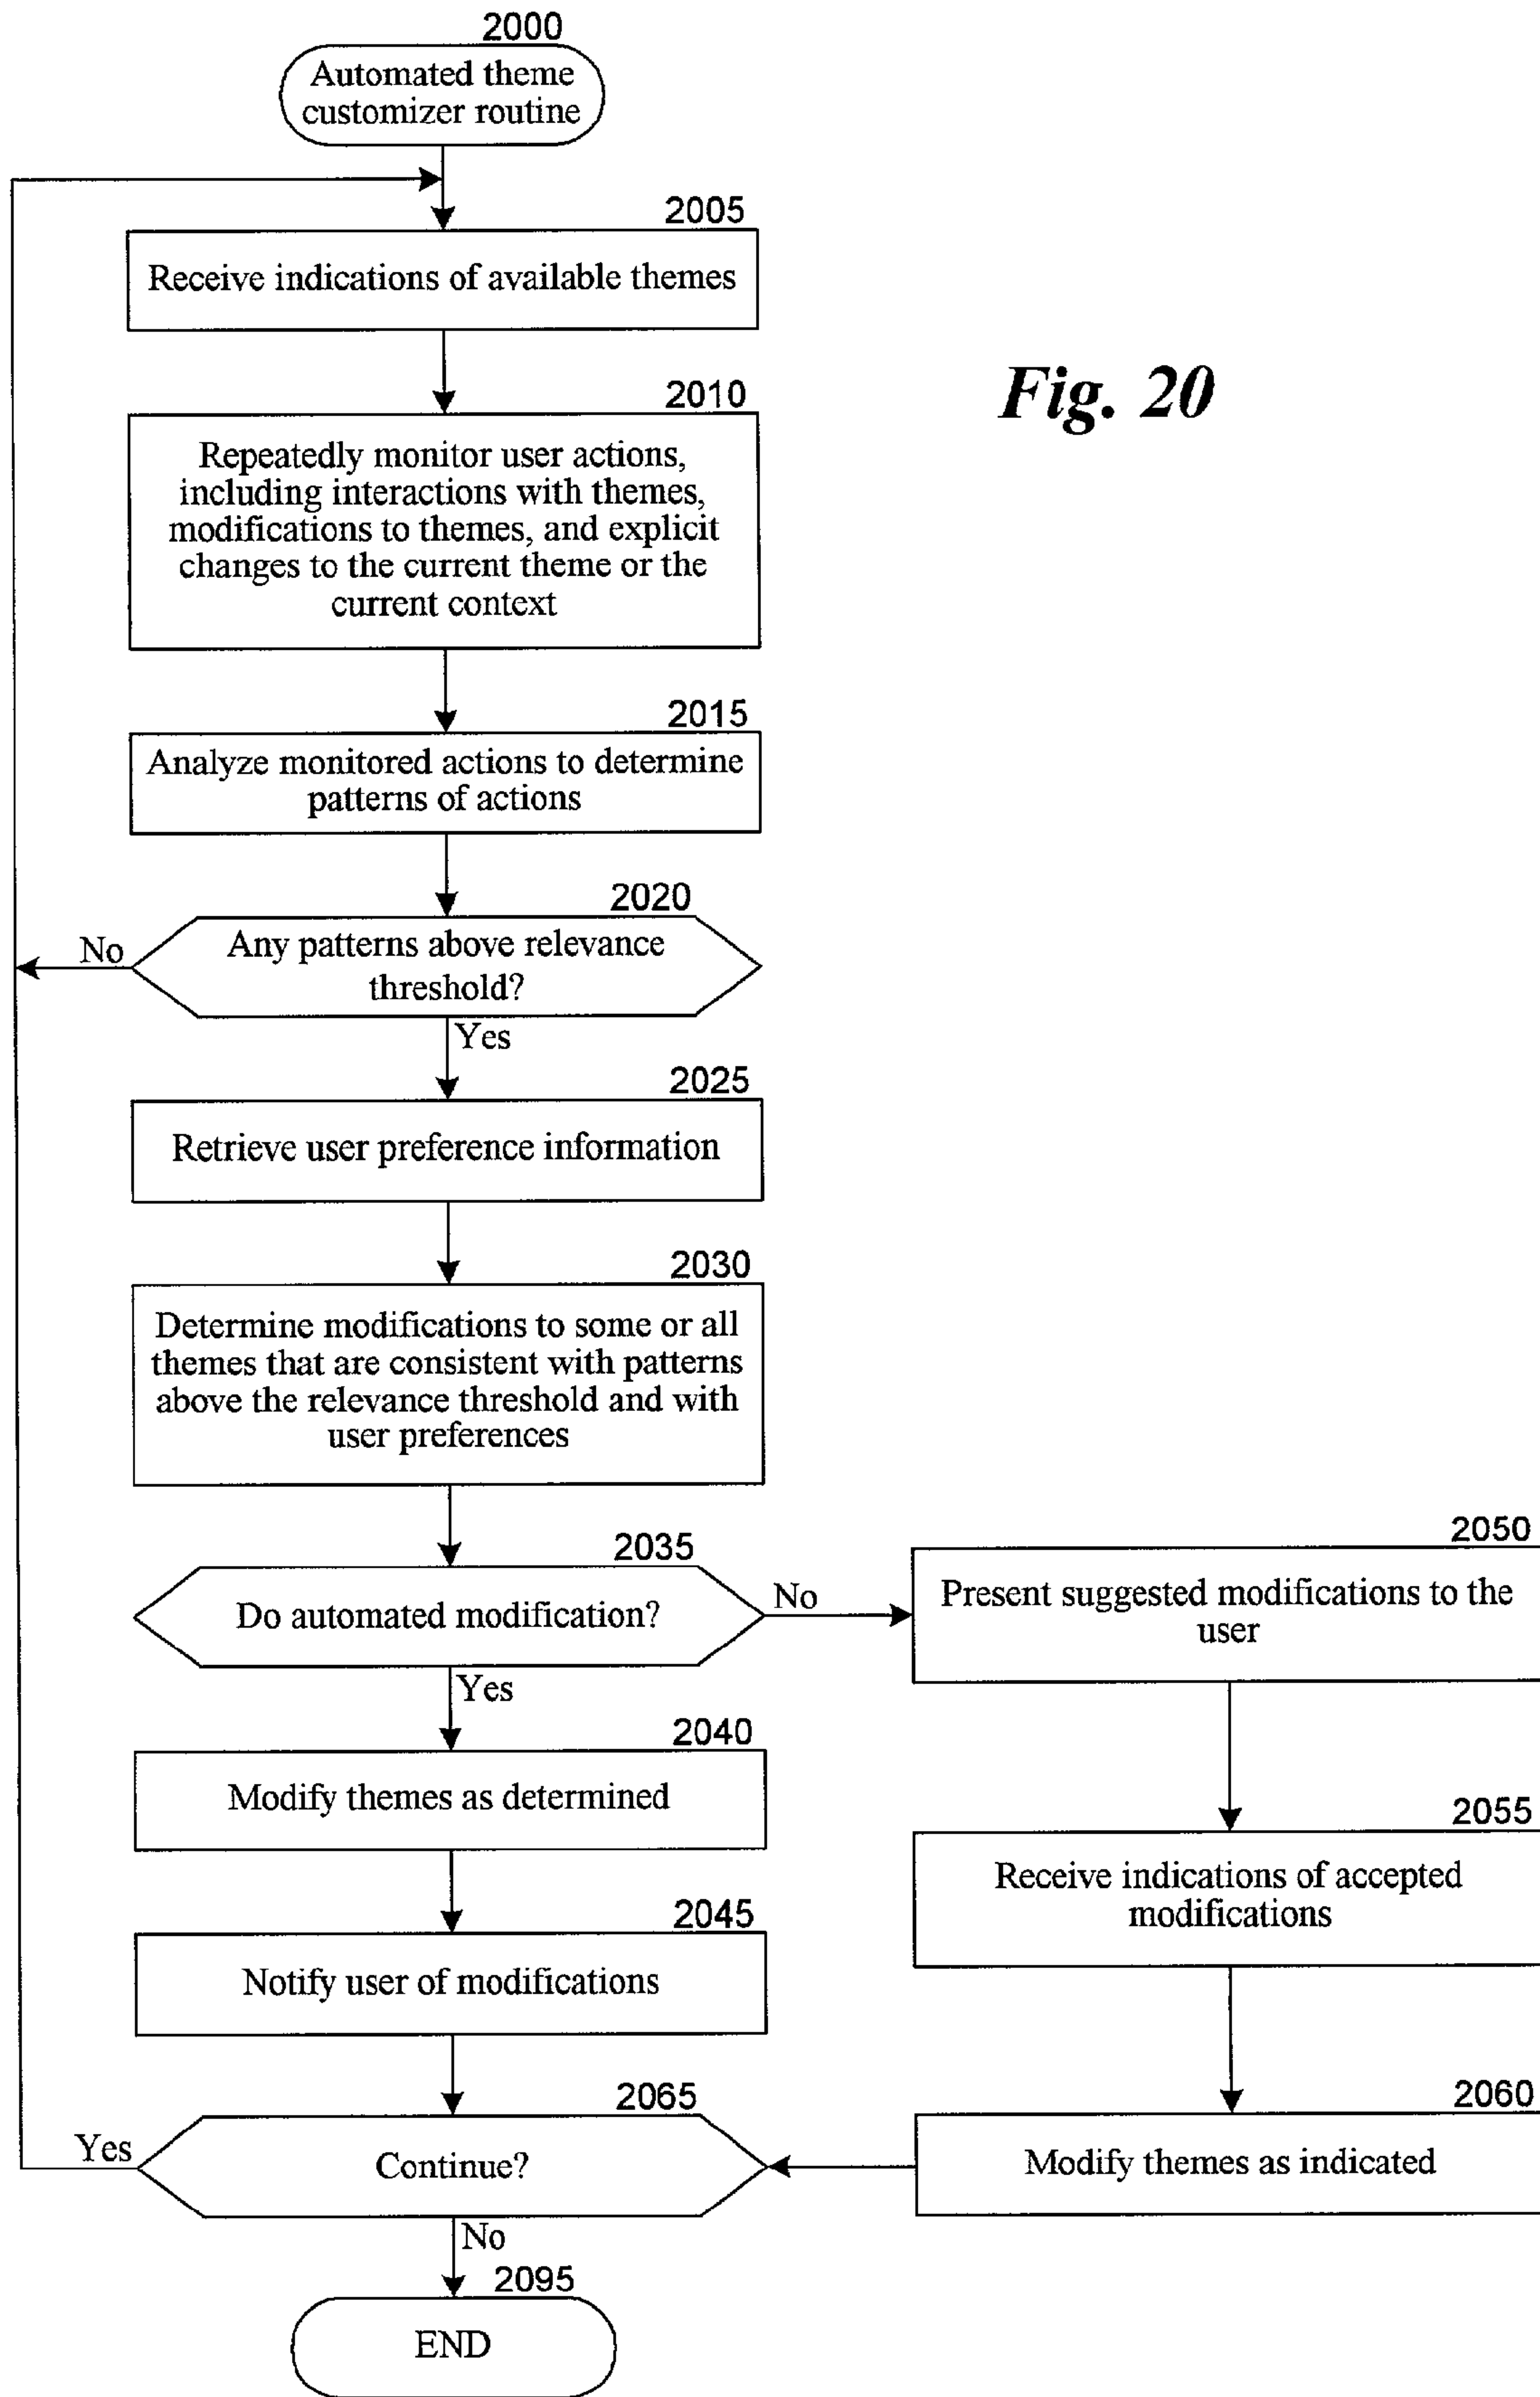 2000
Automated theme
customizer routine
2005
Receive indications of available themes
Fig. 20
2010
Repeatedly monitor user actions,
including interactions with themes,
modifications to themes, and explicit
changes to the current theme or the
current context
2015
Analyze monitored actions to determine
patterns of actions
2020
No
Any patterns above relevance
threshold?
Yes
2025
Retrieve user preference information
2030
Determine modifications to some or all
themes that are consistent with patterns
above the relevance threshold and with
user preferences
2035
Do automated modification?
No
2050
Present suggested modifications to the
user
Yes
2040
Modify themes as determined
2055
Receive indications of accepted
modifications
2045
Notify user of modifications
2065
Yes
Continue?
2060
Modify themes as indicated
No
2095
END